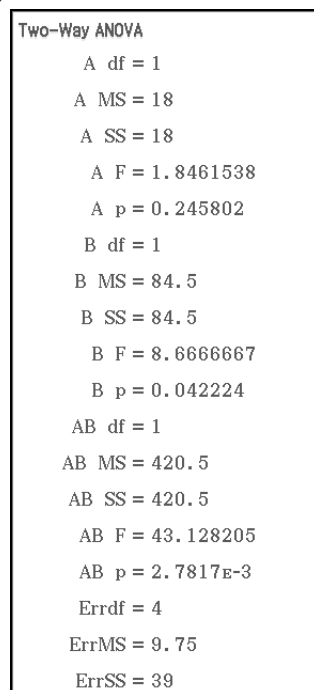 Two-Way ANOVA
A df = 1
A MS = 18
A SS = 18
A F = 1.8461538
A p = 0.245802
B df = 1
B MS = 84.5
B SS = 84.5
B F = 8.6666667
B p = 0.042224
AB df = 1
AB MS = 420.5
AB SS = 420.5
AB F = 43.128205
AB p = 2.7817ᴇ-3
Errdf = 4
ErrMS = 9.75
ErrSS = 39